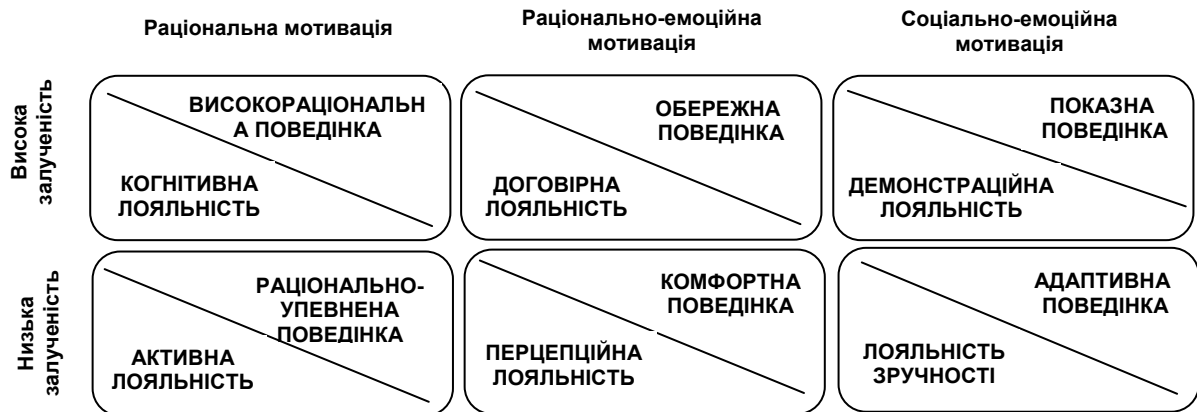 Раціональна мотивація
Раціонально-емоційна
мотивація
Соціально-емоційна
мотивація
Висока
залученість
ВИСОКОРАЦІОНАЛЬН
А ПОВЕДІНКА
КОГНІТИВНА
ЛОЯЛЬНІСТЬ
ОБЕРЕЖНА
ПОВЕДІНКА
ДОГОВІРНА
ЛОЯЛЬНІСТЬ
ПОКАЗНА
ПОВЕДІНКА
ДЕМОНСТРАЦІЙНА
ЛОЯЛЬНІСТЬ
Низька
залученість
РАЦІОНАЛЬНО-
УПЕВНЕНА
ПОВЕДІНКА
АКТИВНА
ЛОЯЛЬНІСТЬ
КОМФОРТНА
ПОВЕДІНКА
ПЕРЦЕПЦІЙНА
ЛОЯЛЬНІСТЬ
АДАПТИВНА
ПОВЕДІНКА
ЛОЯЛЬНІСТЬ
ЗРУЧНОСТІ